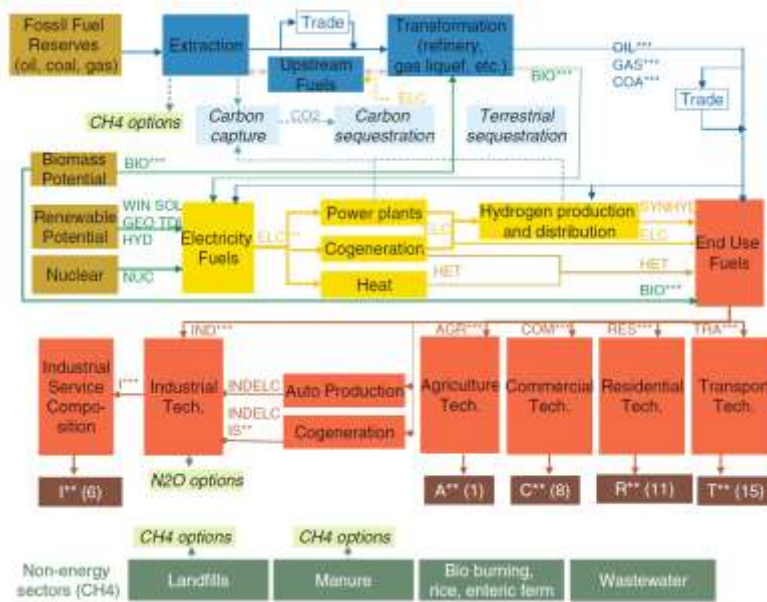 Fossil Fuel
Reserves
(oil, coal, gas)
Extraction
Trade
Upstream
Fuels
Transformation
(refinery,
gas liquef, etc.)
OIL***
GAS***
COA***
BIO***
Trade
ELC
CH4 options
Carbon
capture
CO2
Carbon
sequestration
Terrestrial
sequestration
Biomass
Potential
BIO***
Renewable
Potential
WIN SOL
GEO TDL
HYD
Nuclear
NUC
Electricity
Fuels
ELC***
Power plants
Cogeneration
Heat
ELC
HET
Hydrogen production
and distribution
SYNHYD
ELC
HET
BIO***
End Use
Fuels
IND***
AGR***
COM***
RES***
TRA***
Industrial
Service
Compo-
sition
I***
Industrial
Tech.
INDELC
Auto Production
INDELC
IS**
Cogeneration
Agriculture
Tech.
Commercial
Tech.
Residential
Tech.
Transport
Tech.
I** (6)
N2O options
A** (1)
C** (8)
R** (11)
T** (15)
CH4 options
CH4 options
Non-energy
sectors (CH4)
Landfills
Manure
Bio burning,
rice, enteric ferm
Wastewater